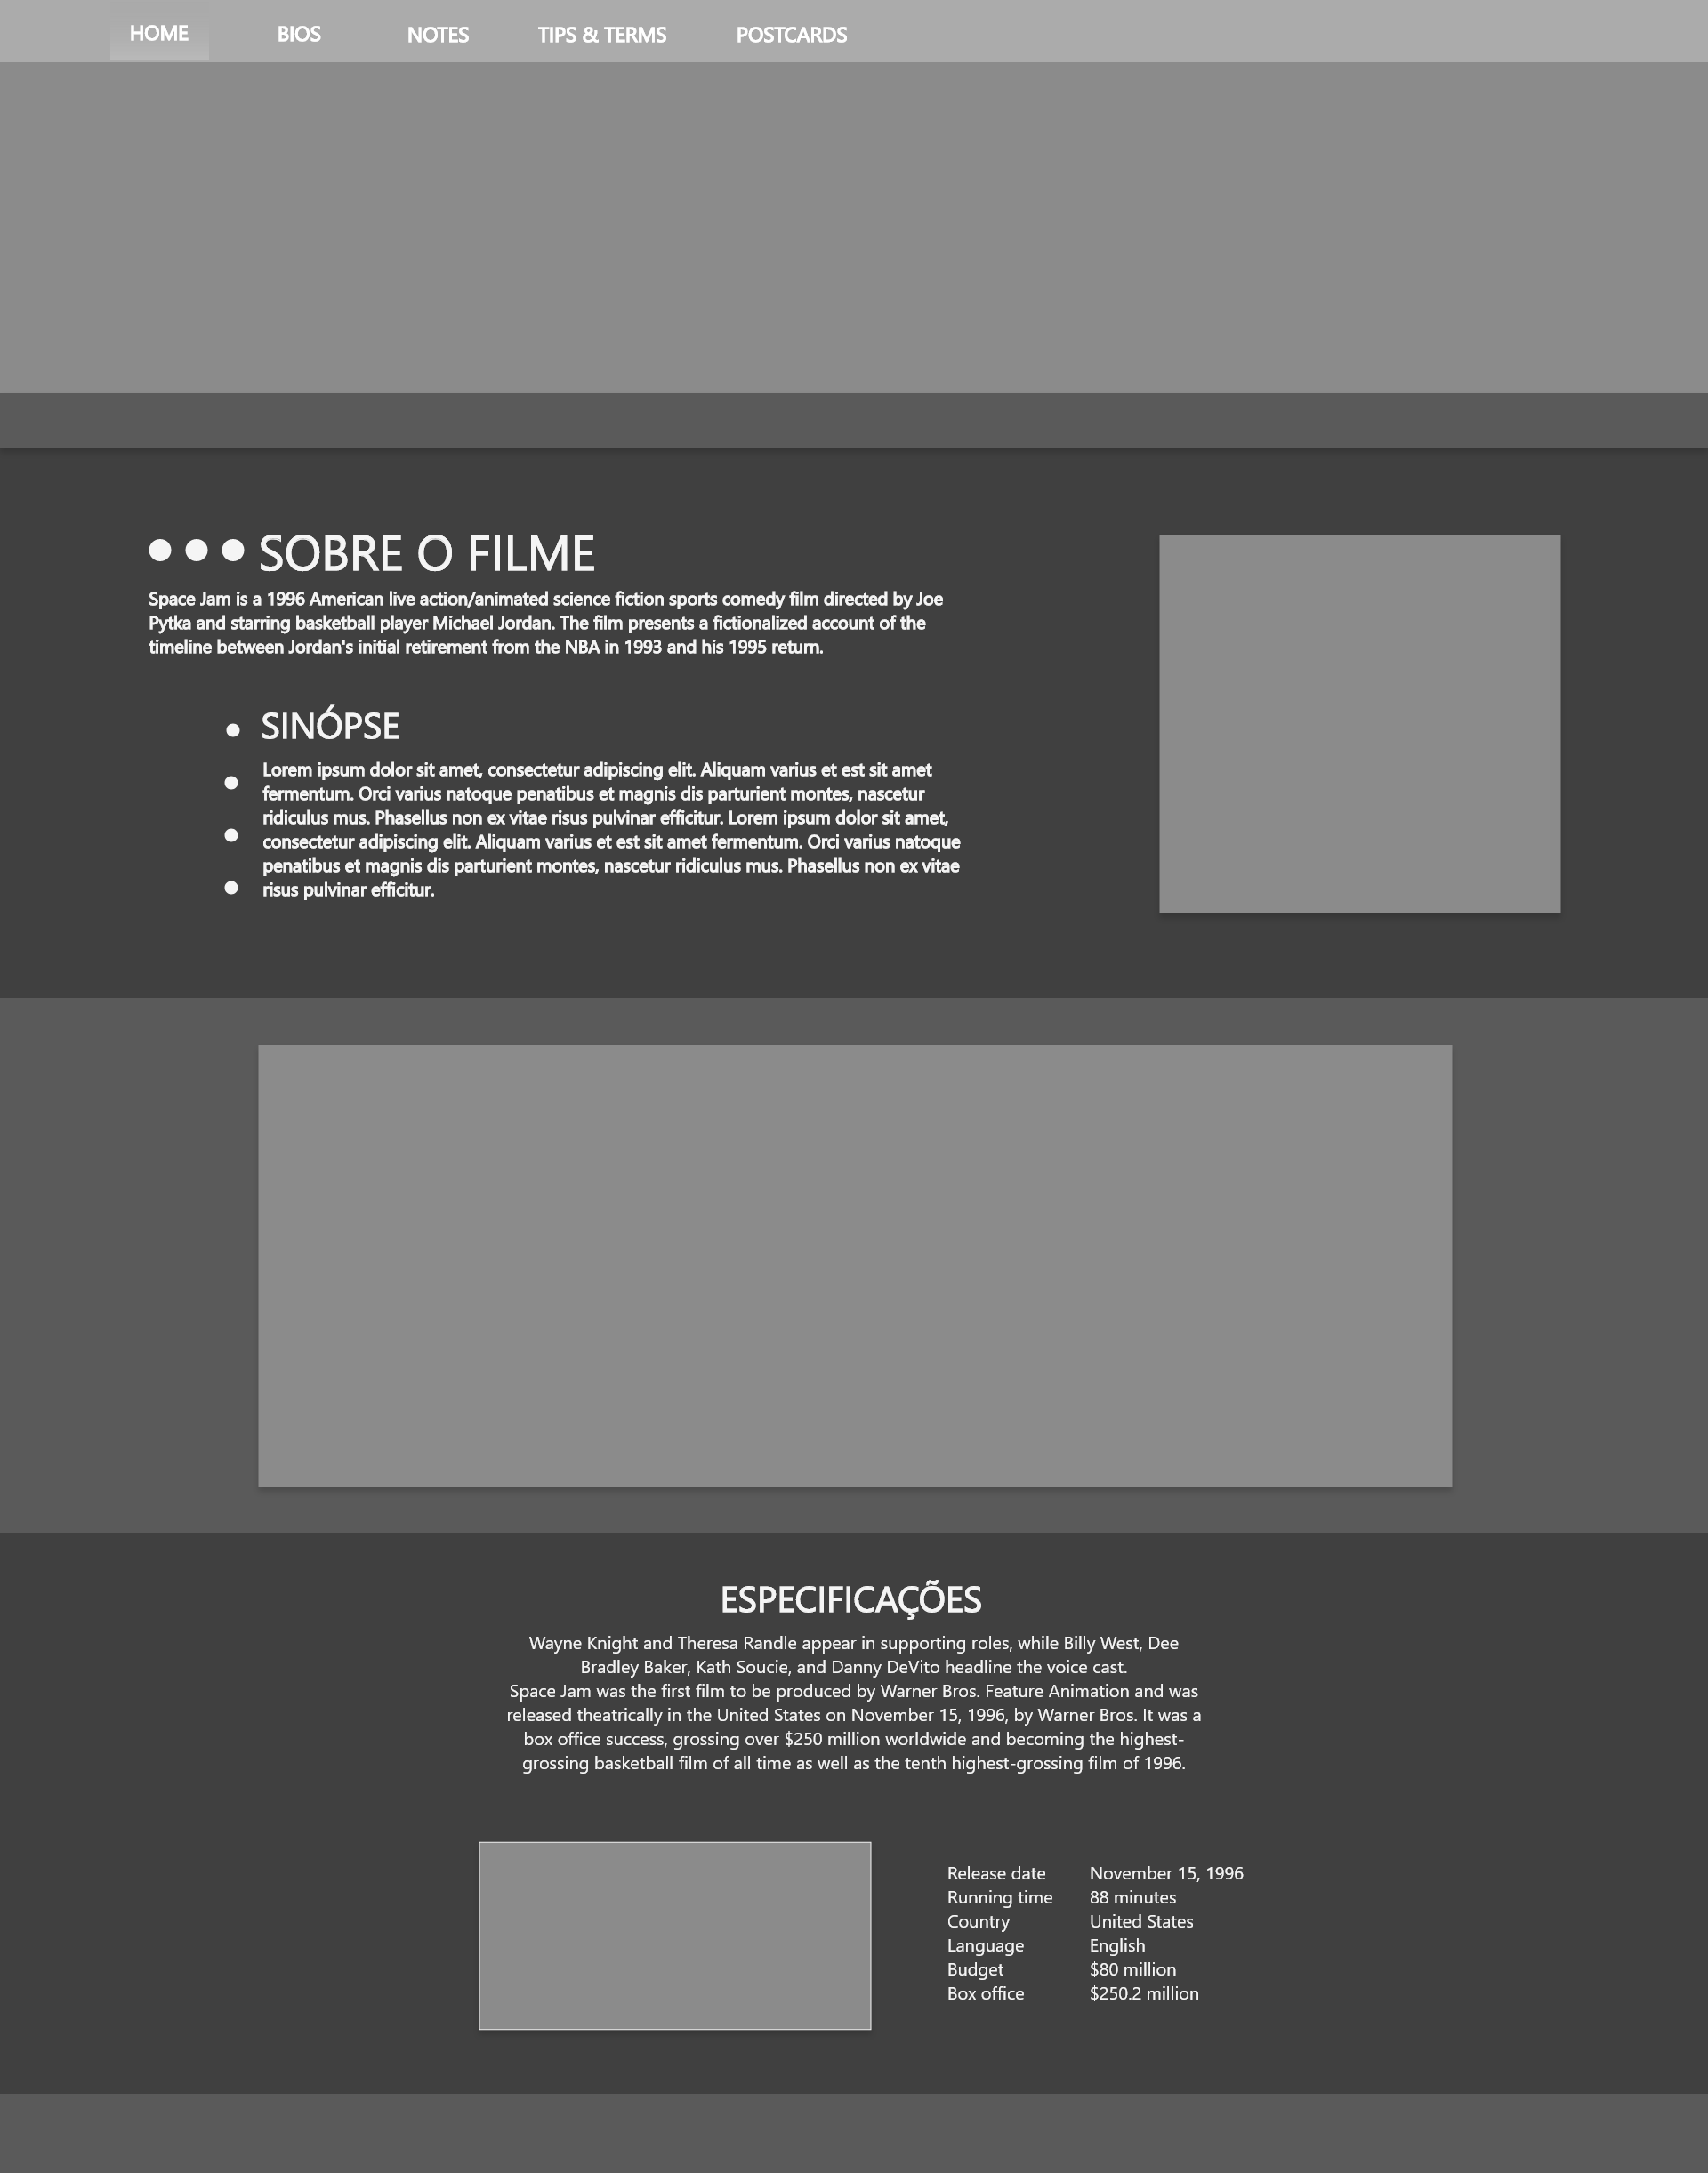 HOME BIOS NOTES TIPS & TERMS POSTCARDS
SOBRE O FILME
Space Jam is a 1996 American live action/animated science fiction sports comedy film directed by Joe
Pytka and starring basketball player Michael Jordan. The film presents a fictionalized account of the
timeline between Jordan's initial retirement from the NBA in 1993 and his 1995 return.
SINÓPSE
Lorem ipsum dolor sit amet, consectetur adipiscing elit. Aliquam varius et est sit amet
fermentum. Orci varius natoque penatibus et magnis dis parturient montes, nascetur
ridiculus mus. Phasellus non ex vitae risus pulvinar efficitur. Lorem ipsum dolor sit amet,
consectetur adipiscing elit. Aliquam varius et est sit amet fermentum. Orci varius natoque
penatibus et magnis dis parturient montes, nascetur ridiculus mus. Phasellus non ex vitae
risus pulvinar efficitur.
ESPECIFICAÇÕES
Wayne Knight and Theresa Randle appear in supporting roles, while Billy West, Dee
Bradley Baker, Kath Soucie, and Danny DeVito headline the voice cast.
Space Jam was the first film to be produced by Warner Bros. Feature Animation and was
released theatrically in the United States on November 15, 1996, by Warner Bros. It was a
box office success, grossing over $250 million worldwide and becoming the highest-
grossing basketball film of all time as well as the tenth highest-grossing film of 1996.
Release date November 15, 1996
Running time 88 minutes
Country United States
Language English
Budget $80 million
Box office $250.2 million